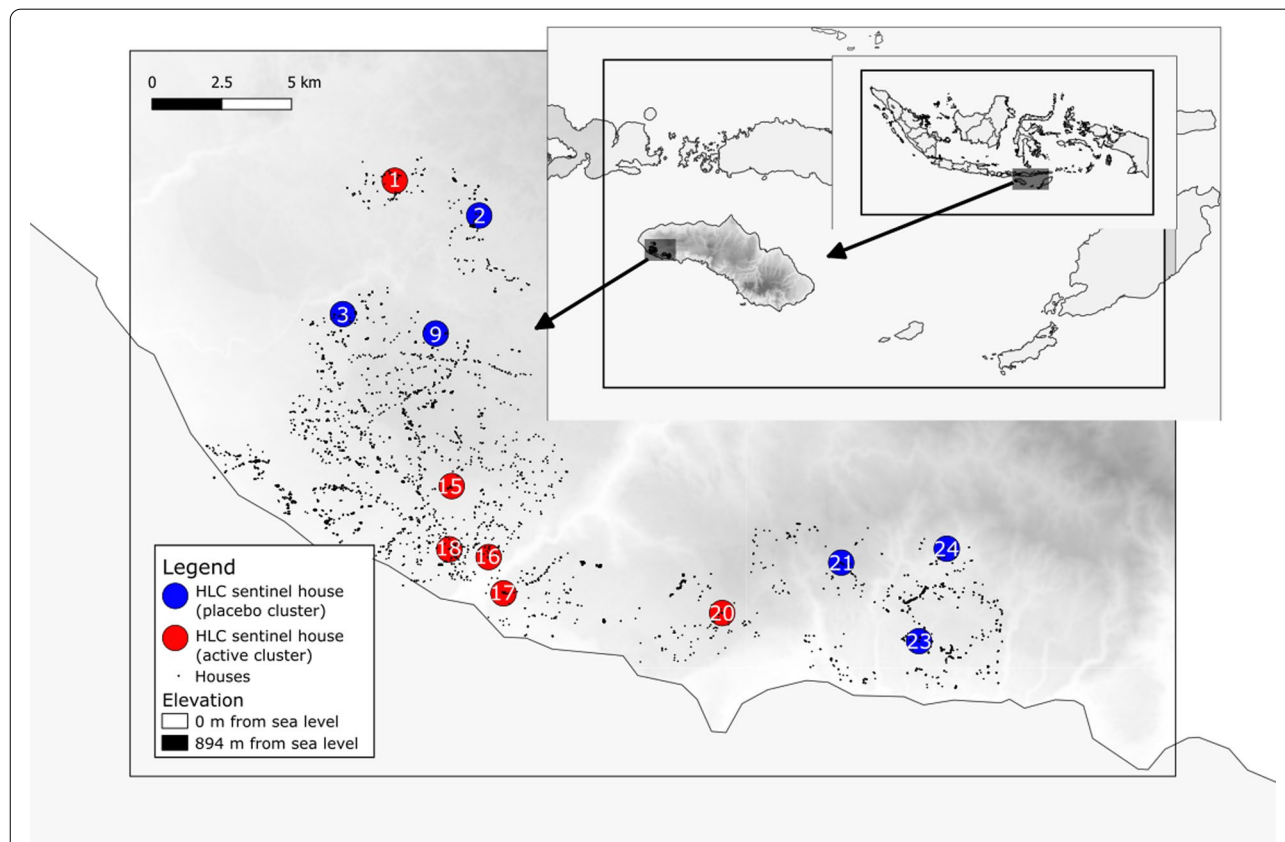 0 2.5 5 km
1
2
3
9
15
18
16
17
20
21
24
23
Legend
HLC sentinel house
(placebo cluster)
HLC sentinel house
(active cluster)
Houses
Elevation
0 m from sea level
894 m from sea level